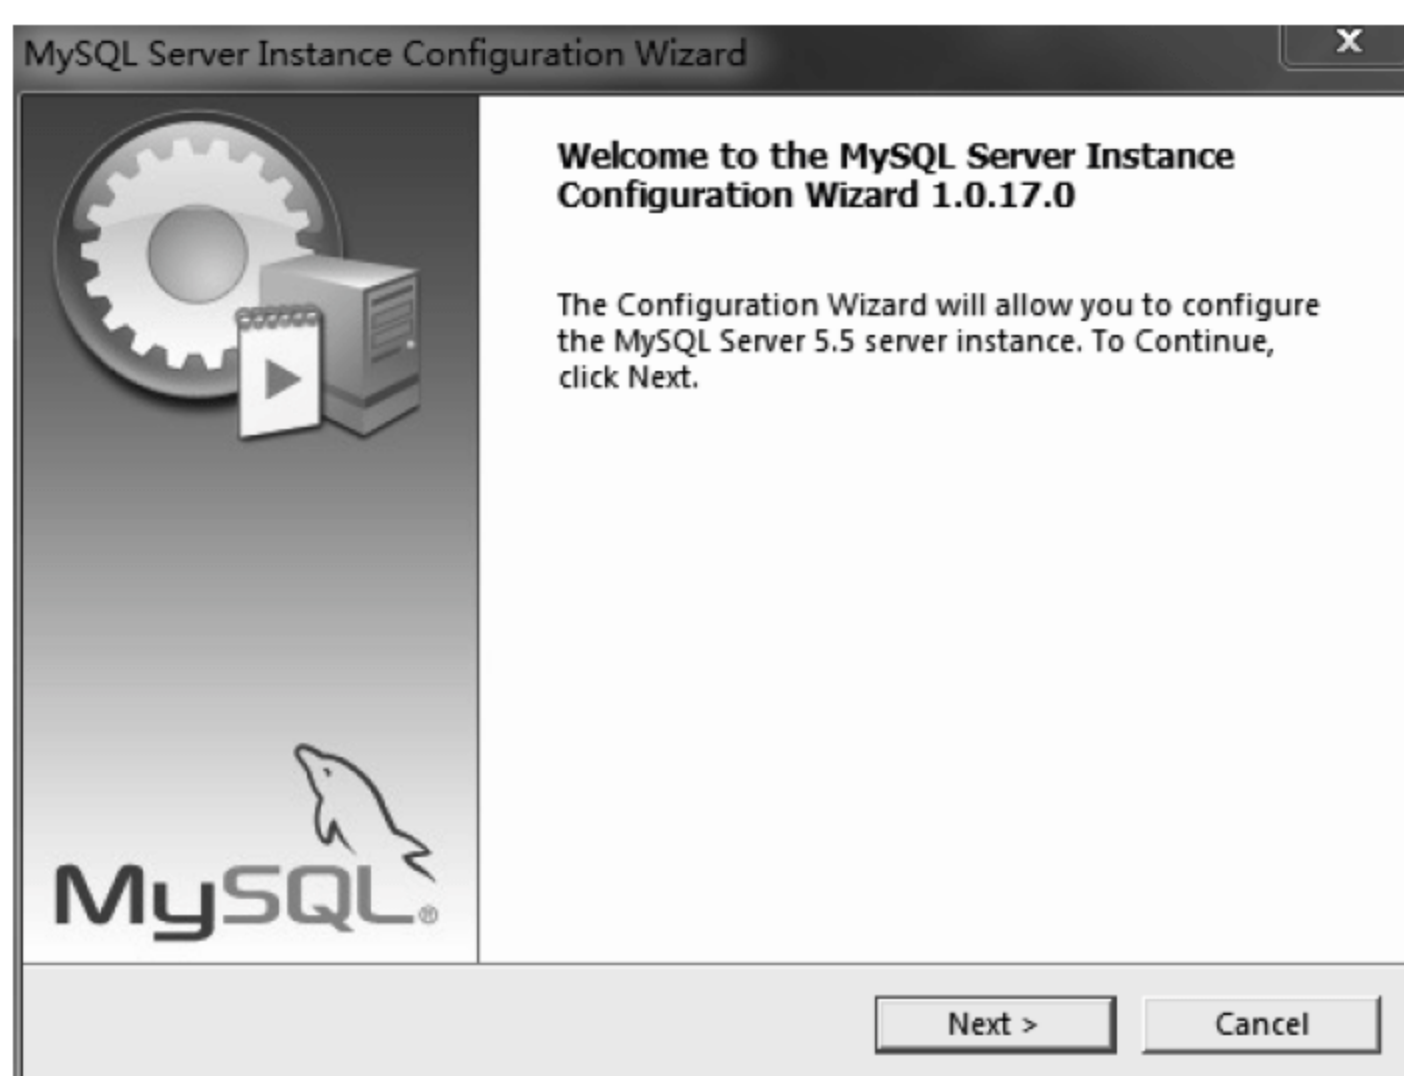 MySQL Server Instance Configuration Wizard
x
Welcome to the MySQL Server Instance
Configuration Wizard 1.0.17.0
The Configuration Wizard will allow you to configure
the MySQL Server 5.5 server instance. To Continue,
click Next.
MySQL®
Next >
Cancel